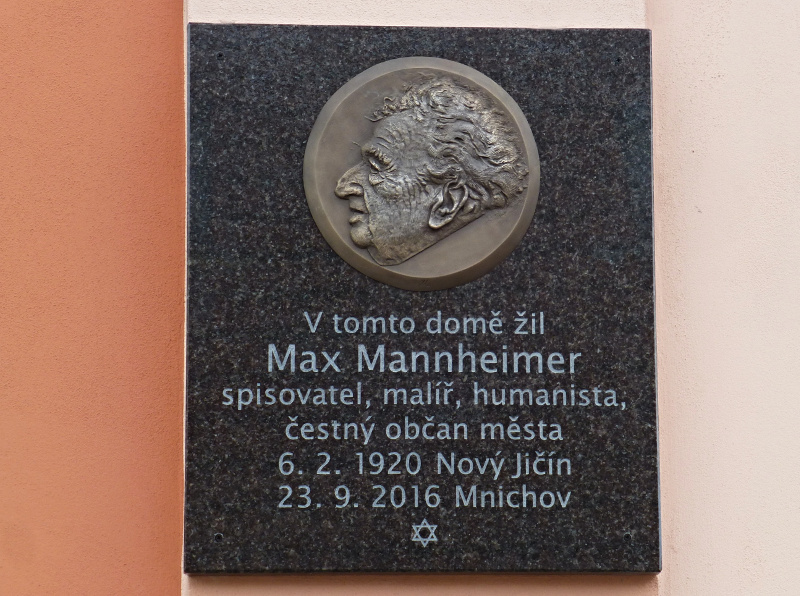 V tomto domě žil
Max Mannheimer
spisovatel, malíř, humanista,
čestný občan města
6. 2. 1920 Nový Jičín
23. 9. 2016 Mnichov